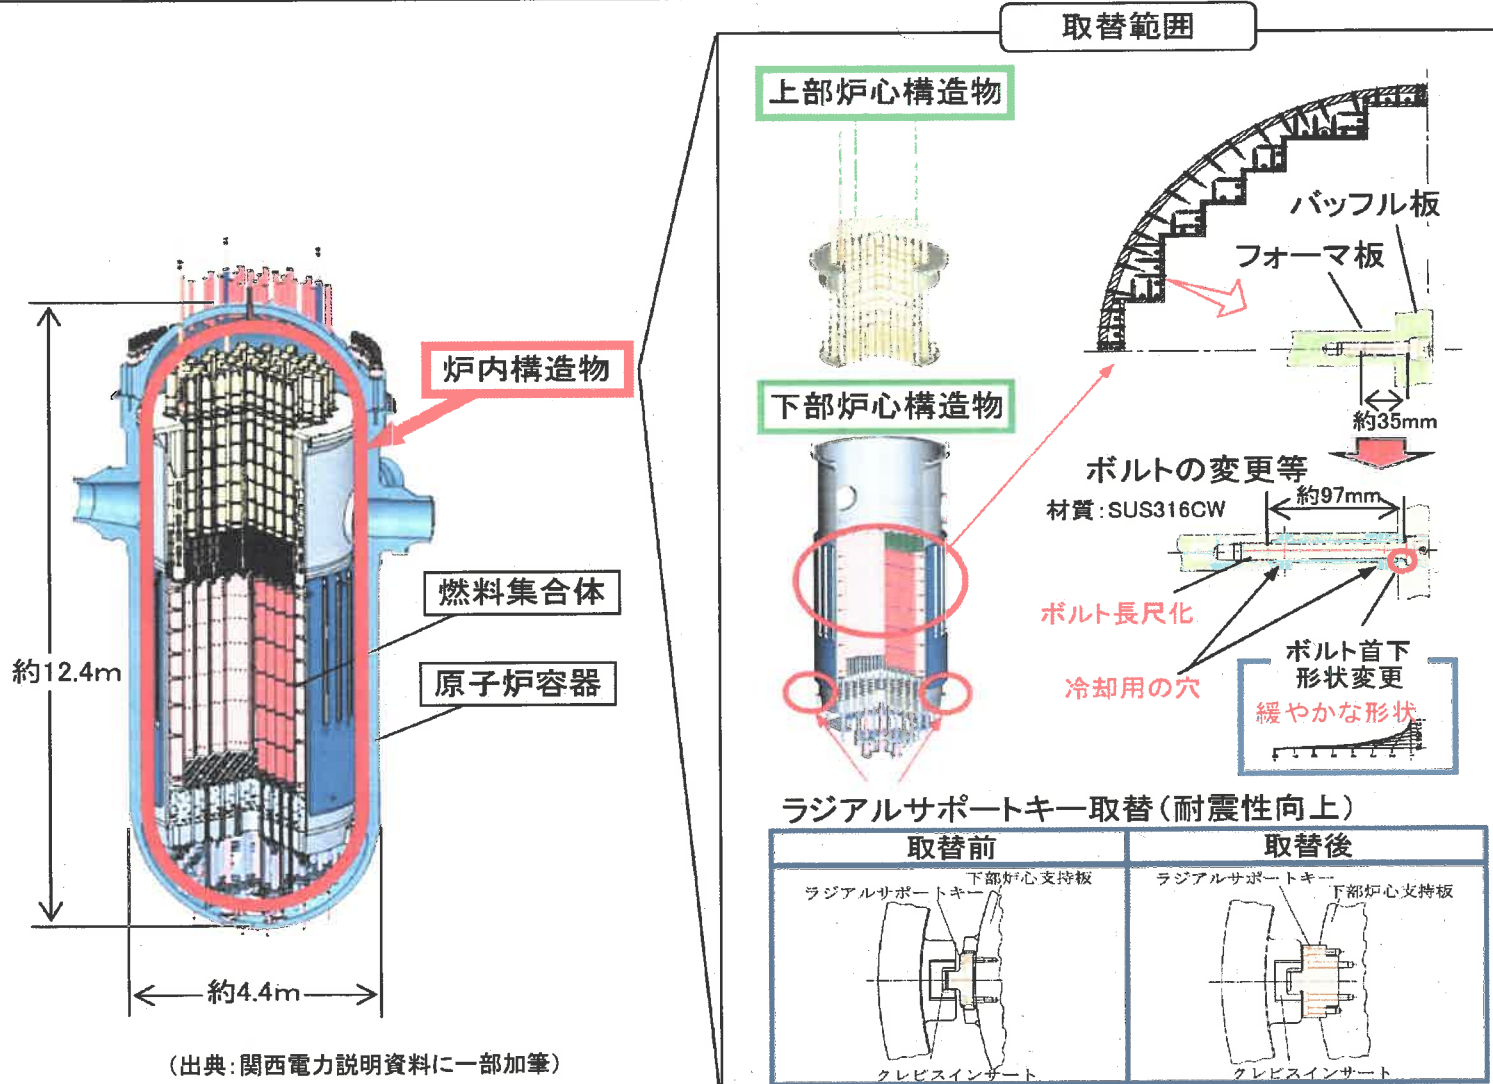 取替範囲
上部炉心構造物
バッフル板
フォーマ板
炉内構造物
下部炉心構造物
約35mm
ボルトの変更等
材質：SUS316CW
約97mm
燃料集合体
ボルト長尺化
約12.4m
原子炉容器
冷却用の穴
ボルト首下
形状変更
緩やかな形状
ラジアルサポートキー取替(耐震性向上)
取替前
取替後
ラジアルサポートキー
下部炉心支持板
ラジアルサポートキー
下部炉心支持板
約4.4m
クレビスインサート
クレビスインサート
(出典：関西電力説明資料に一部加筆)